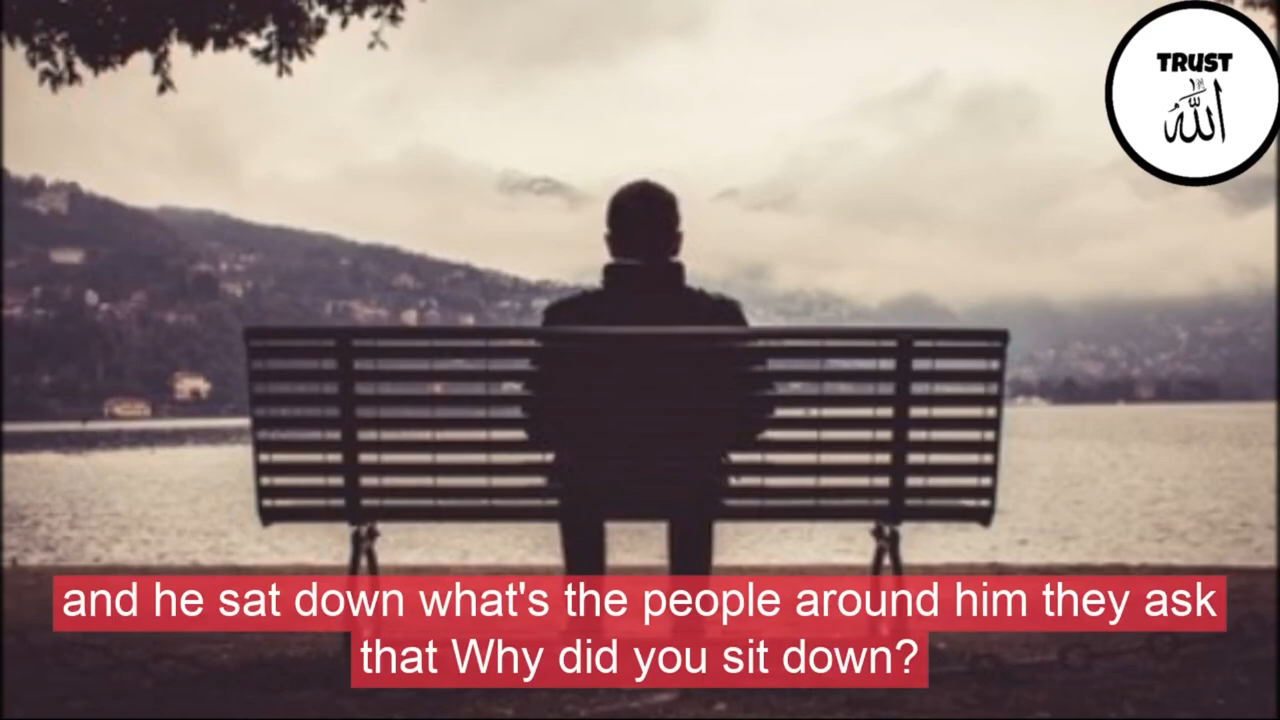 TRUST
الله
and he sat down what's the people around him they ask
that Why did you sit down?